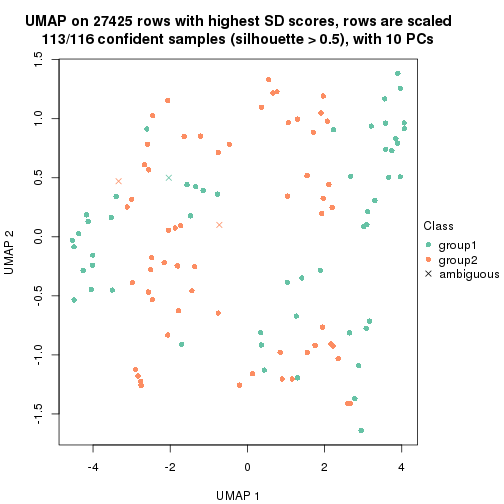 UMAP on 27425 rows with highest SD scores, rows are scaled
113/116 confident samples (silhouette > 0.5), with 10 PCs
1.5
1.0
0.5
0.0
-0.5
-1.0
-1.5
UMAP 2
-4
-2
0
2
4
UMAP 1
Class
group1
group2
ambiguous